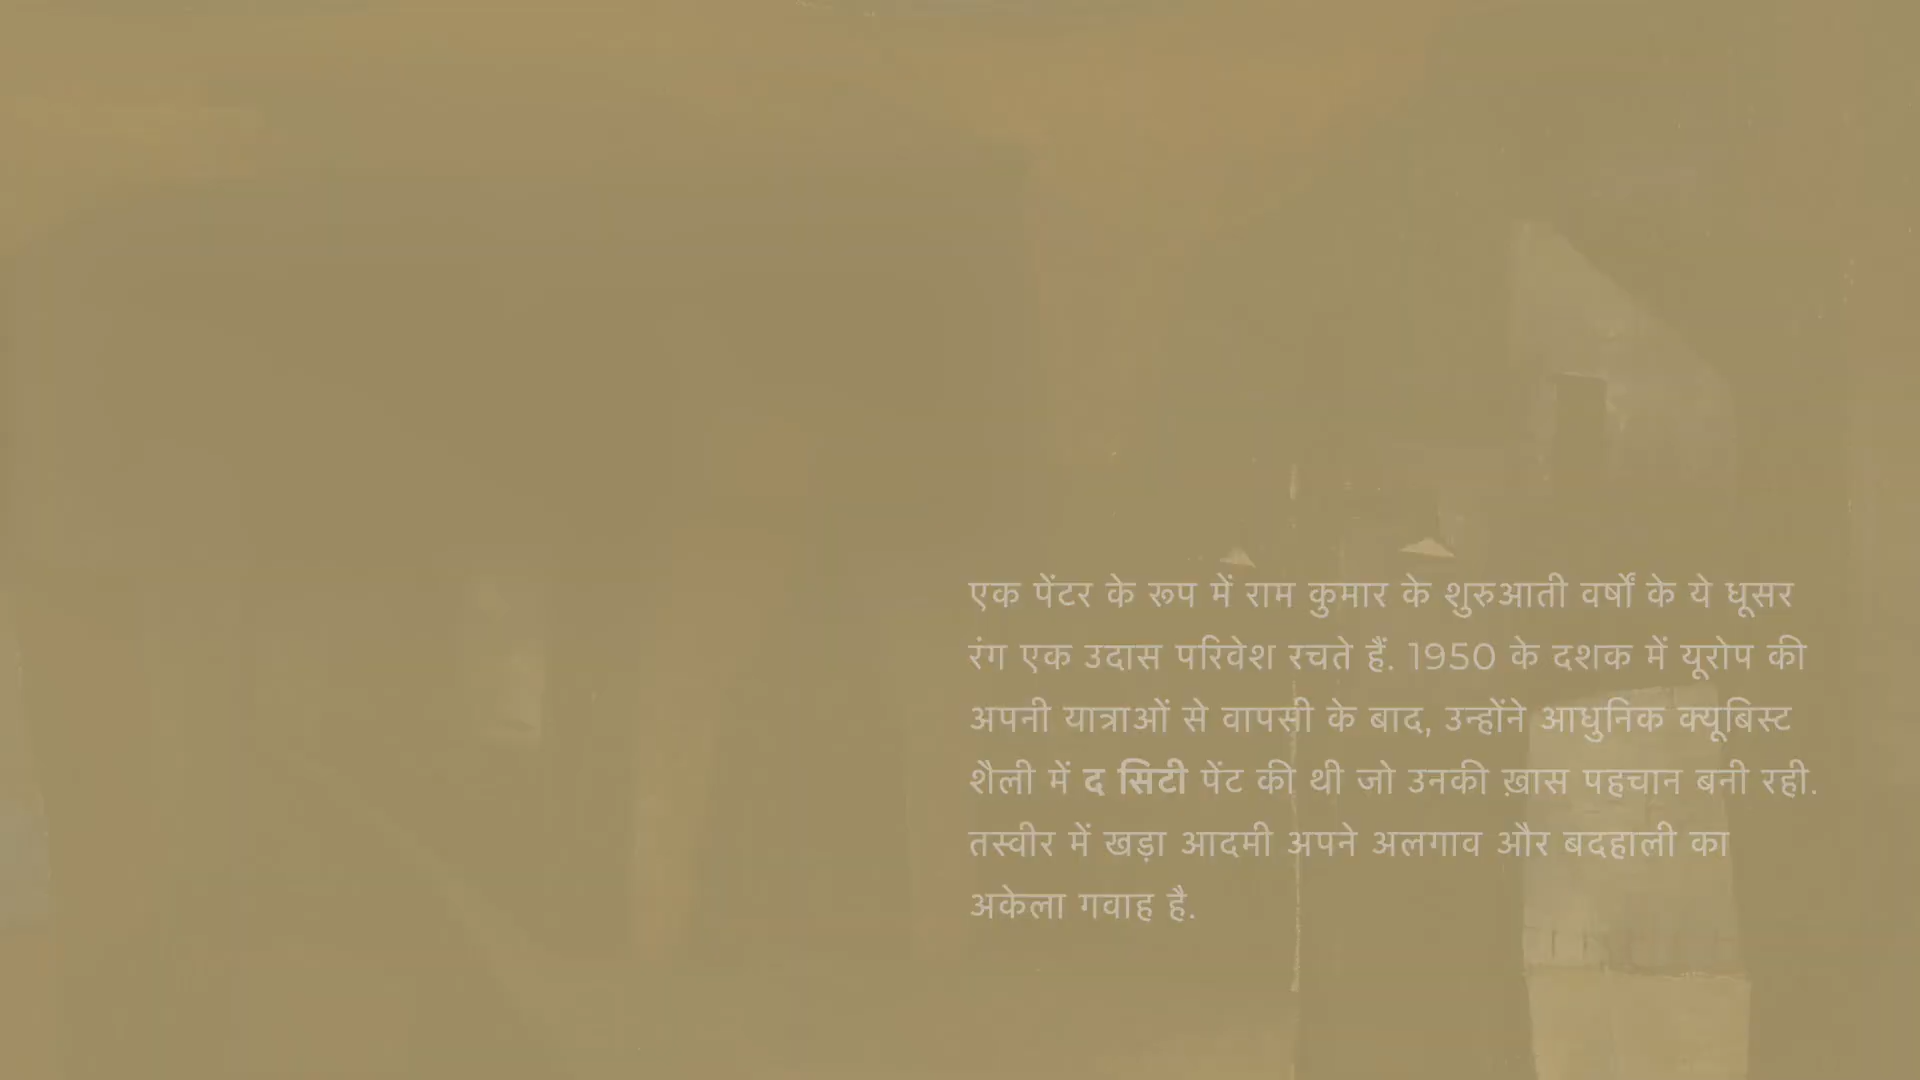 एक पेंटर के रूप में राम कुमार के शुरुआती वर्षों के ये धूसर
रंग एक उदास परिवेश रचते हैं. 1950 के दशक में यूरोप की
अपनी यात्राओं से वापसी के बाद, उन्होंने आधुनिक क्यूबिस्ट
शैली में द सिटी पेंट की थी जो उनकी ख़ास पहचान बनी रही.
तस्वीर में खड़ा आदमी अपने अलगाव और बदहाली का
अकेला गवाह है.